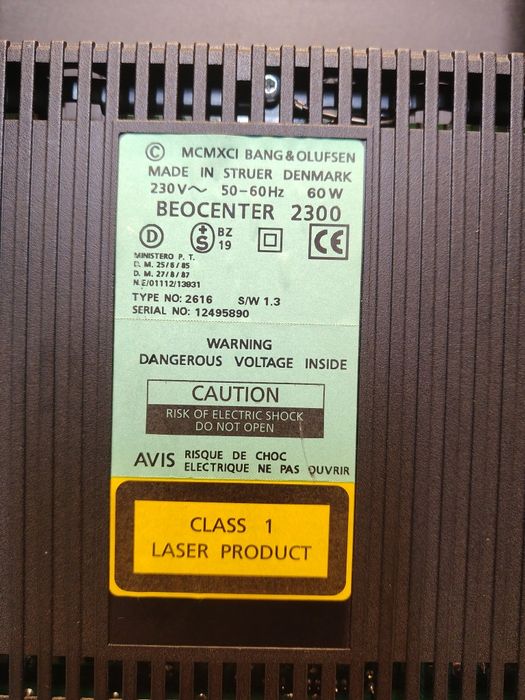 © MCMXCI BANG & OLUFSEN
MADE IN STRUER DENMARK
230 V～ 50-60Hz 60 W
BEOCENTER 2300
D
S
BZ
19
CE
MINISTERO P. T.
D. M. 25/6/85
D. M. 27/8/87
N.E/01112/13931
TYPE NO: 2616 S/W 1.3
SERIAL NO: 12495890
WARNING
DANGEROUS VOLTAGE INSIDE
CAUTION
RISK OF ELECTRIC SHOCK
DO NOT OPEN
AVIS RISQUE DE CHOC
ELECTRIQUE NE PAS OUVRIR
CLASS 1
LASER PRODUCT